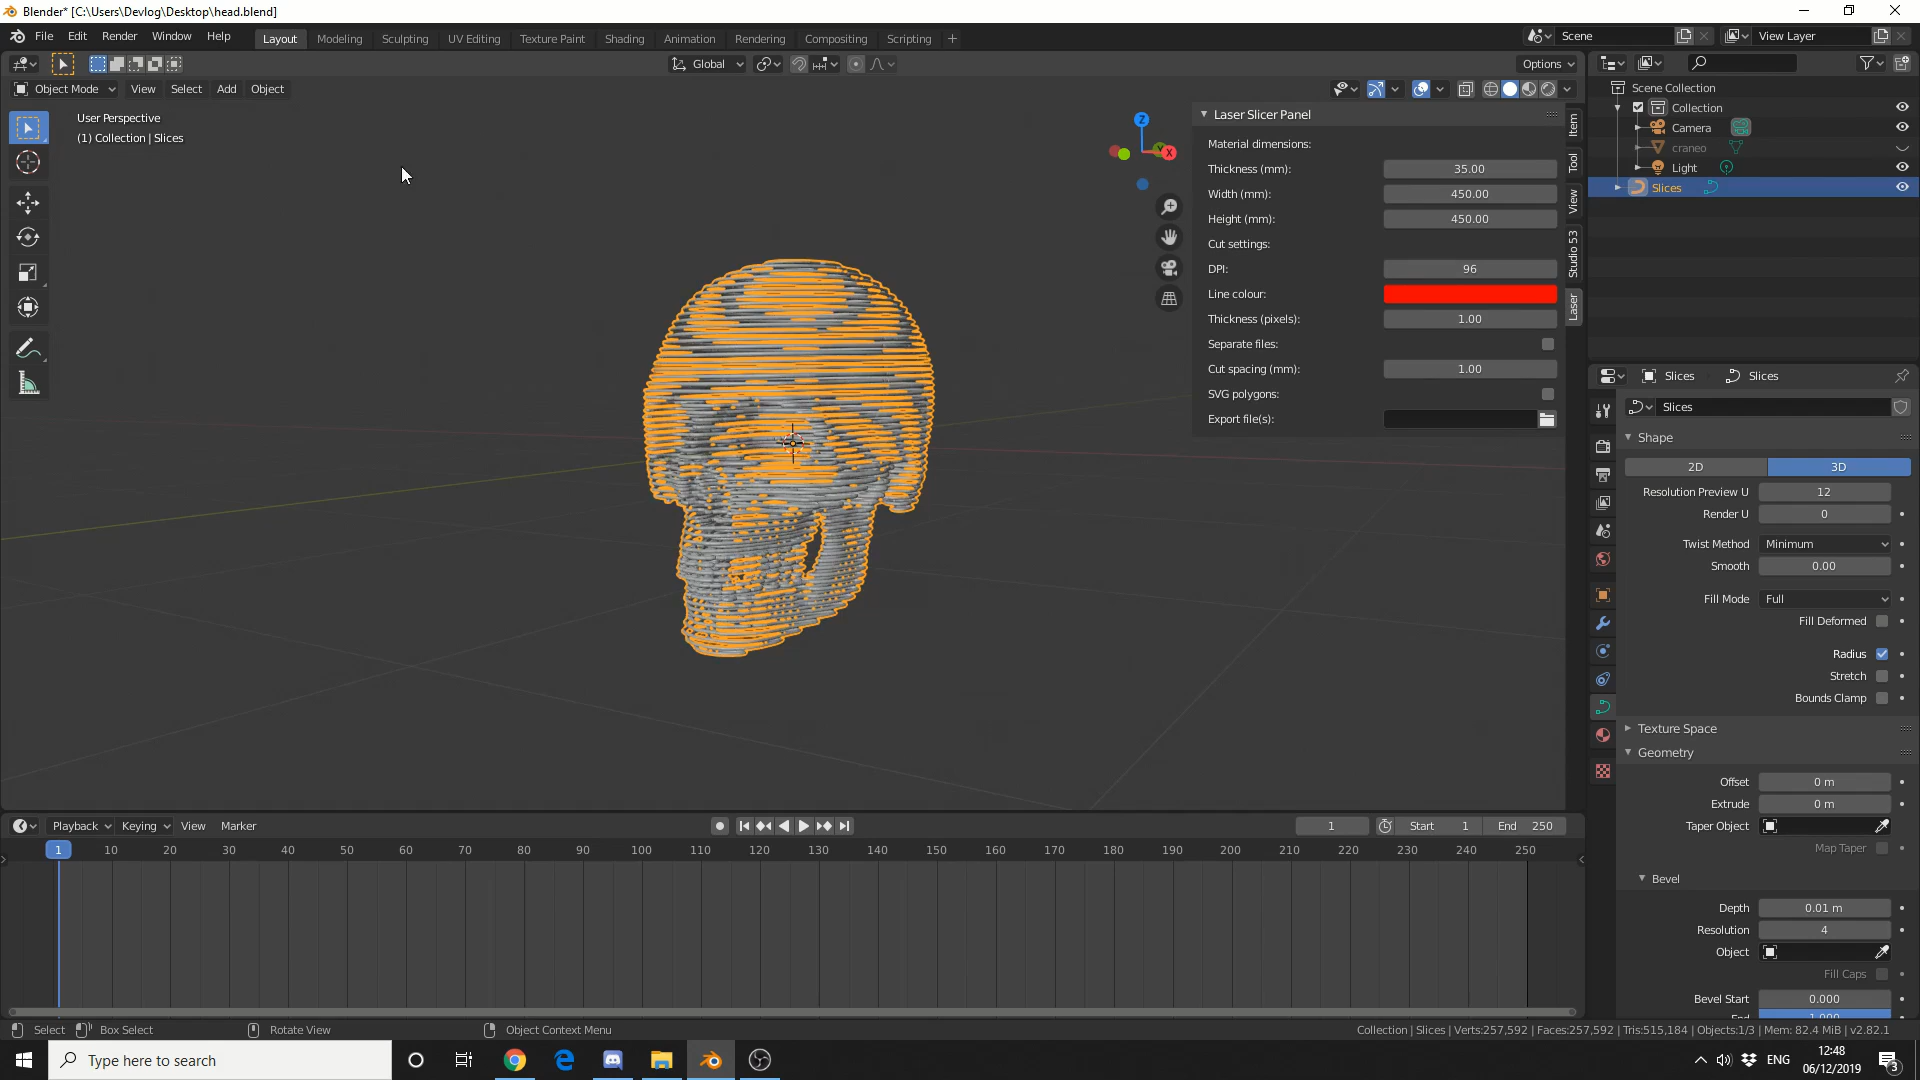 Blender* [C:\Users\Devlog\Desktop\head.blend]
File Edit Render Window Help
Layout Modeling Sculpting UV Editing Texture Paint Shading Animation Rendering Compositing Scripting +
Scene
View Layer
Global
Options
Object Mode View Select Add Object
User Perspective
(1) Collection | Slices
Z
Y
X
Laser Slicer Panel
Material dimensions:
Thickness (mm): 35.00
Width (mm): 450.00
Height (mm): 450.00
Cut settings:
DPI: 96
Line colour:
Thickness (pixels): 1.00
Separate files:
Cut spacing (mm): 1.00
SVG polygons:
Export file(s):
Item
Tool
View
Studio 53
Laser
Scene Collection
Collection
Camera
craneo
Light
Slices
Slices Slices
Slices
Shape
2D 3D
Resolution Preview U 12
Render U 0
Twist Method Minimum
Smooth 0.00
Fill Mode Full
Fill Deformed
Radius
Stretch
Bounds Clamp
Texture Space
Geometry
Offset 0 m
Extrude 0 m
Taper Object
Map Taper
Bevel
Depth 0.01 m
Resolution 4
Object
Fill Caps
Bevel Start 0.000
End 1.000
Playback Keying View Marker
1 Start 1 End 250
1 10 20 30 40 50 60 70 80 90 100 110 120 130 140 150 160 170 180 190 200 210 220 230 240 250
Select Box Select Rotate View Object Context Menu
Collection | Slices | Verts:257,592 | Faces:257,592 | Tris:515,184 | Objects:1/3 | Mem: 82.4 MiB | v2.82.1
Type here to search
ENG
12:48
06/12/2019
3